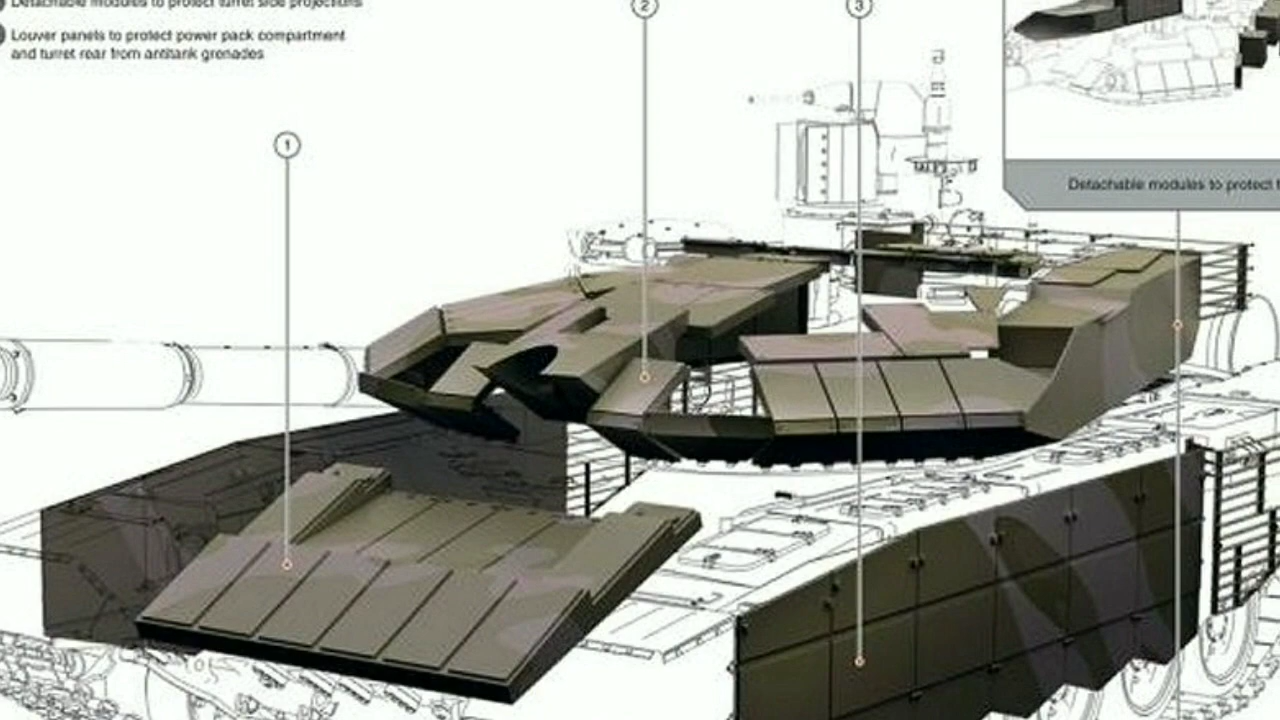 Detachable modules to protect turret side projections
Louver panels to protect power pack compartment
and turret rear from antitank grenades
2
3
1
Detachable modules to protect